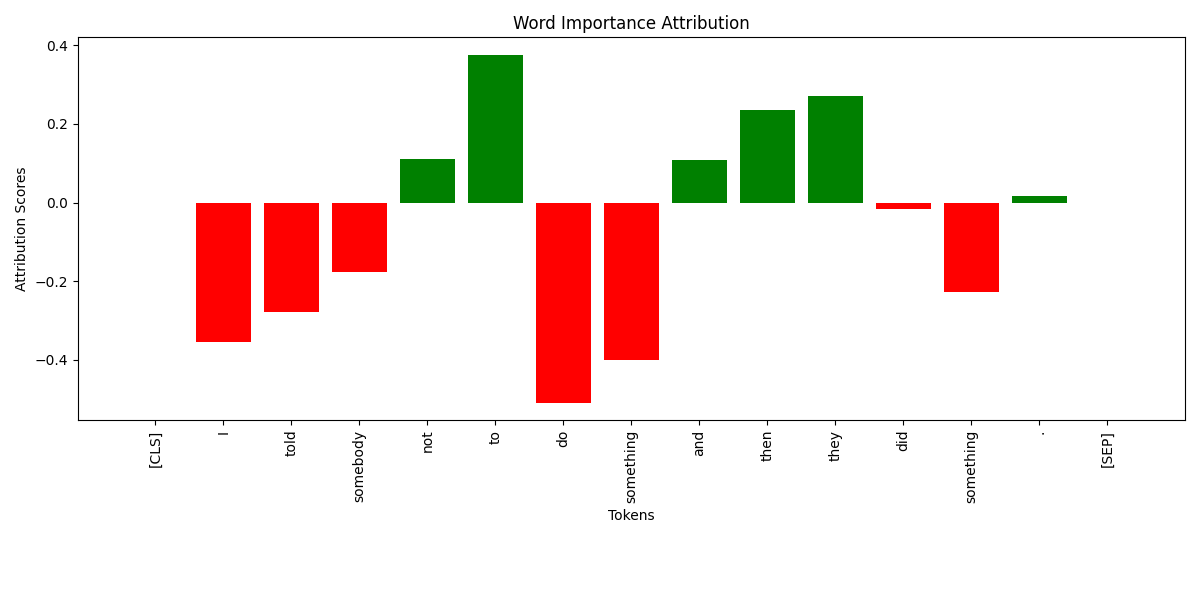 Word Importance Attribution
Attribution Scores
0.4
0.2
0.0
−0.2
−0.4
[CLS]
I
told
somebody
not
to
do
something
and
then
they
did
something
.
[SEP]
Tokens